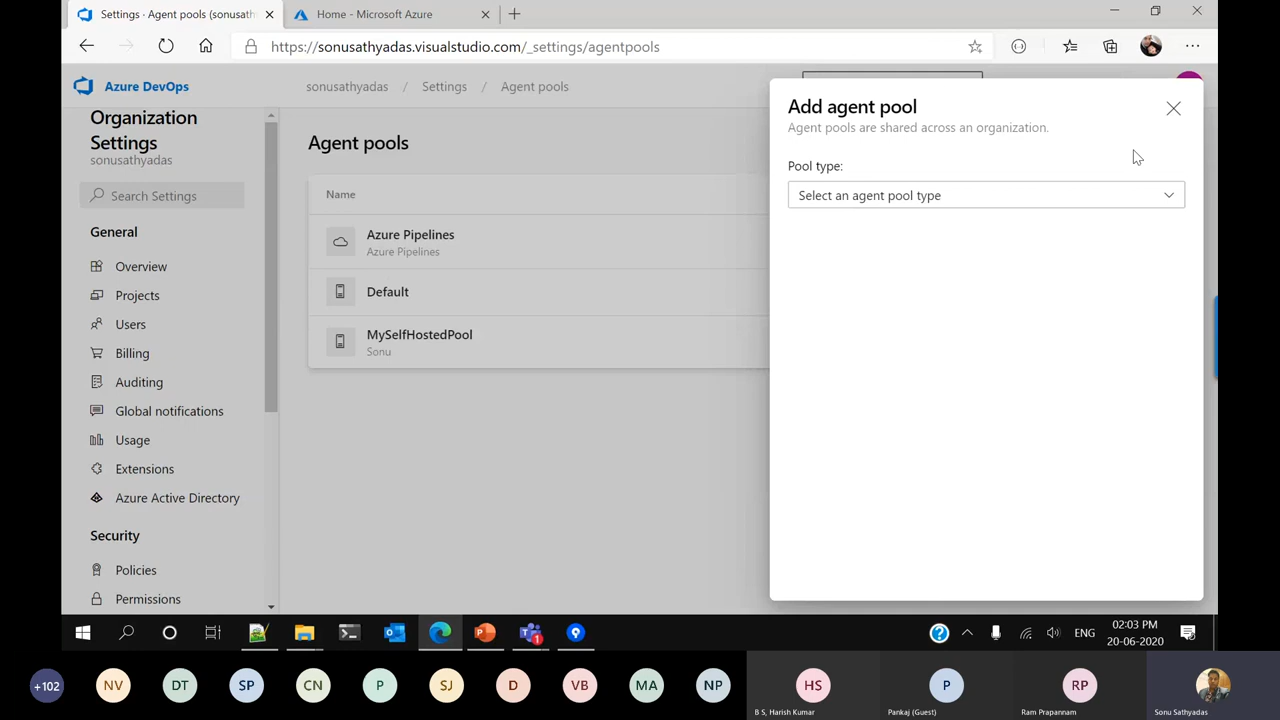 Settings · Agent pools (sonusath
Home - Microsoft Azure
https://sonusathyadas.visualstudio.com/_settings/agentpools
Azure DevOps
sonusathyadas / Settings / Agent pools
Organization
Settings
sonusathyadas
Search Settings
General
Overview
Projects
Users
Billing
Auditing
Global notifications
Usage
Extensions
Azure Active Directory
Security
Policies
Permissions
Agent pools
Name
Azure Pipelines
Azure Pipelines
Default
MySelfHostedPool
Sonu
Add agent pool
Agent pools are shared across an organization.
Pool type:
Select an agent pool type
1
ENG
02:03 PM
20-06-2020
+102
NV
DT
SP
CN
P
SJ
D
VB
MA
NP
HS
B S, Harish Kumar
P
Pankaj (Guest)
RP
Ram Prapannam
Sonu Sathyadas